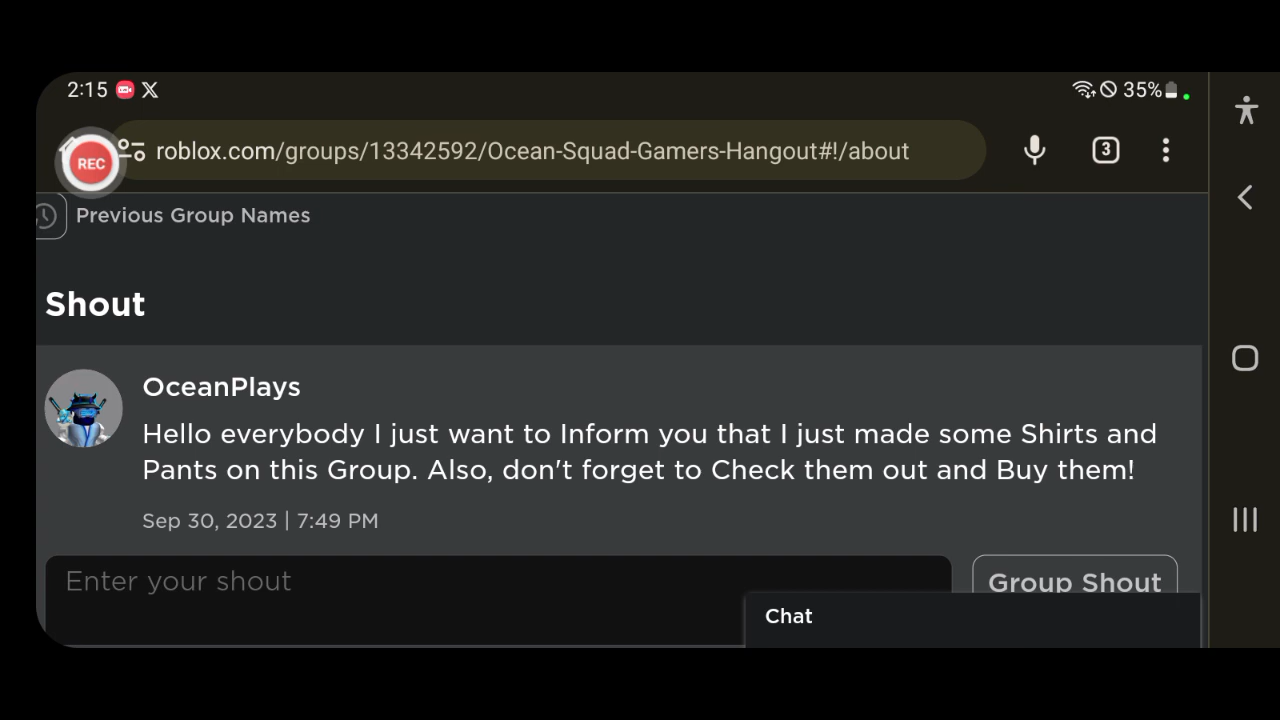 2:15
35%
REC
roblox.com/groups/13342592/Ocean-Squad-Gamers-Hangout#!/about
3
Previous Group Names
Shout
OceanPlays
Hello everybody I just want to Inform you that I just made some Shirts and
Pants on this Group. Also, don't forget to Check them out and Buy them!
Sep 30, 2023 | 7:49 PM
Enter your shout
Group Shout
Chat